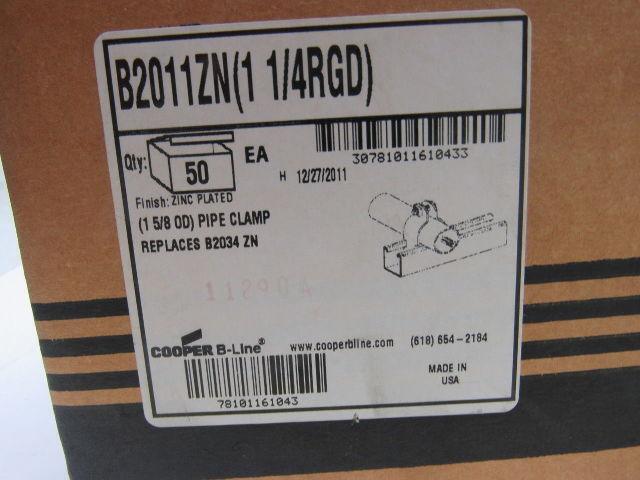 B2011ZN(1 1/4RGD)
Qty: 50 EA
30781011610433
H 12/27/2011
Finish: ZINC PLATED
(1 5/8 OD) PIPE CLAMP
REPLACES B2034 ZN
11290A
COOPER B-Line® www.cooperbline.com (618) 654-2184
MADE IN
USA
78101161043